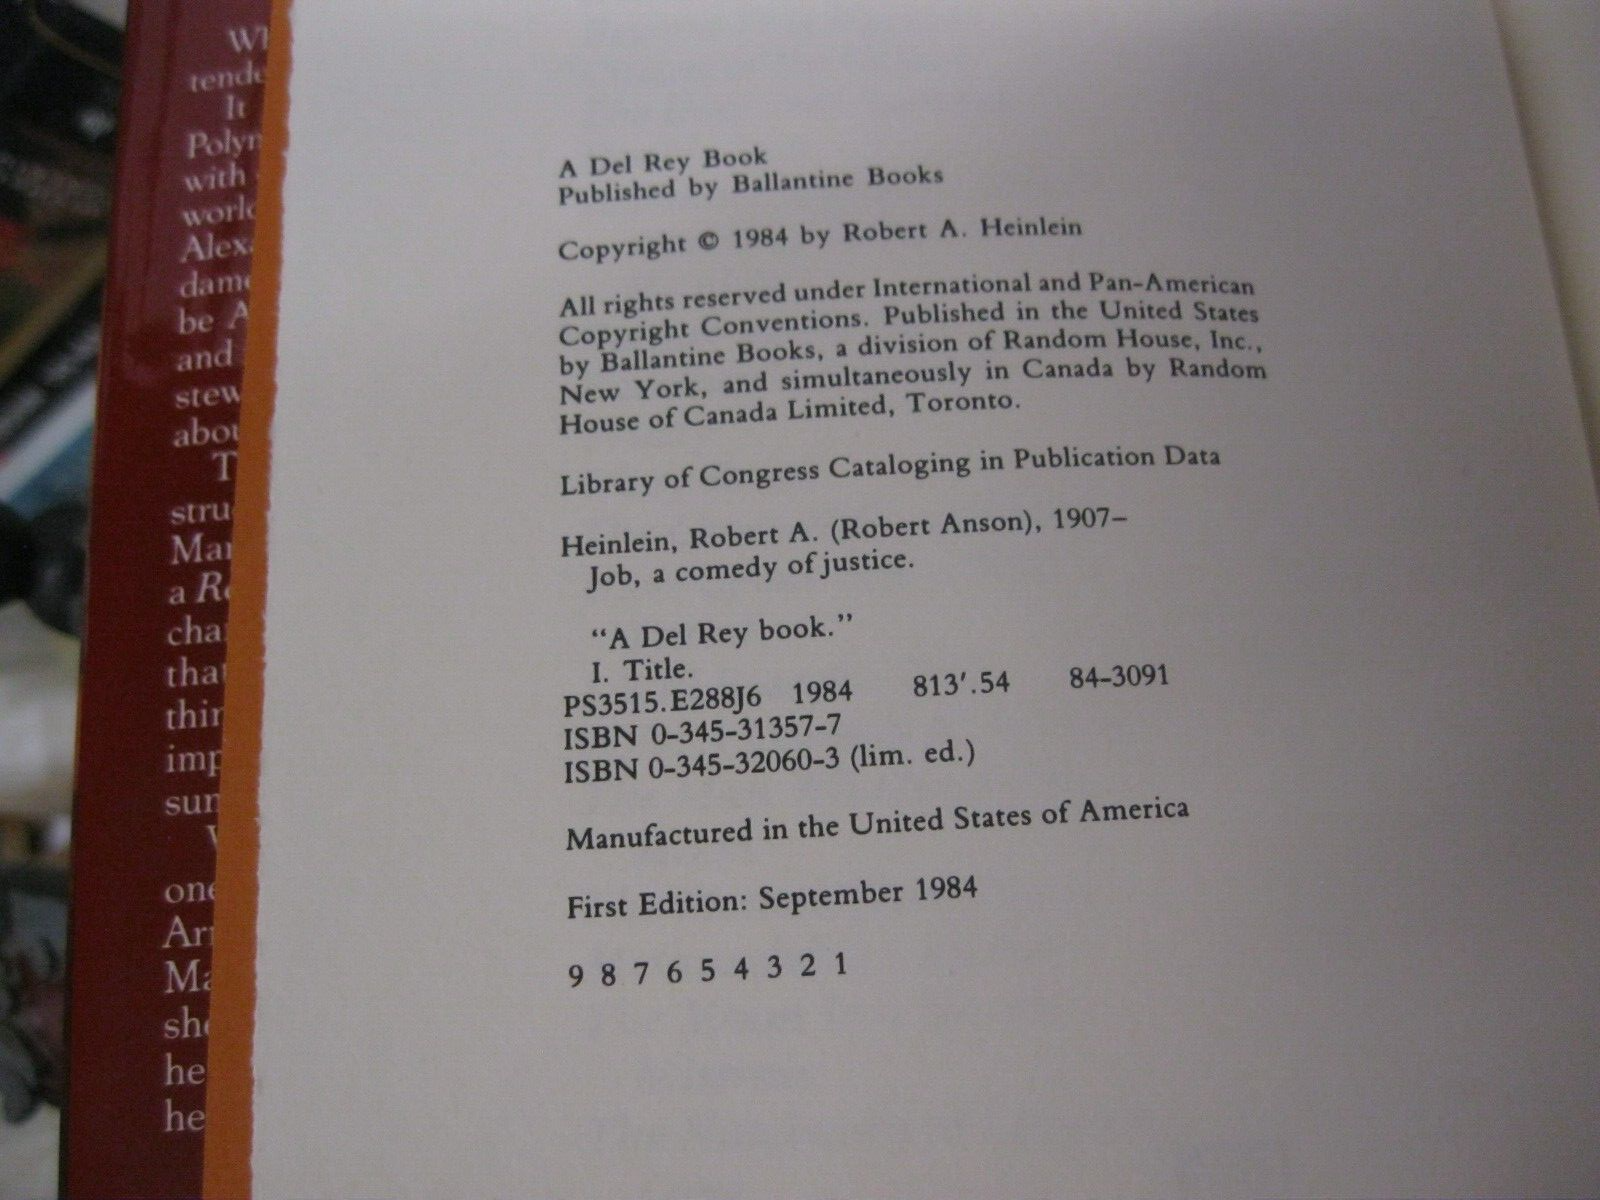 A Del Rey Book
Published by Ballantine Books
Copyright © 1984 by Robert A. Heinlein
All rights reserved under International and Pan-American
Copyright Conventions. Published in the United States
by Ballantine Books, a division of Random House, Inc.,
New York, and simultaneously in Canada by Random
House of Canada Limited, Toronto.
Library of Congress Cataloging in Publication Data
Heinlein, Robert A. (Robert Anson), 1907–
Job, a comedy of justice.
“A Del Rey book.”
I. Title.
PS3515.E288J6 1984 813′.54 84-3091
ISBN 0-345-31357-7
ISBN 0-345-32060-3 (lim. ed.)
Manufactured in the United States of America
First Edition: September 1984
9 8 7 6 5 4 3 2 1
It
with
be A
and
a